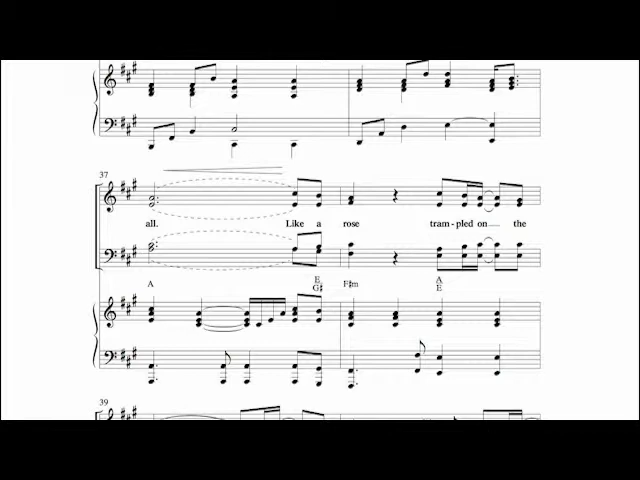 37
all. Like a rose tram-pled on the
A E F♯m A
G♯ E
39